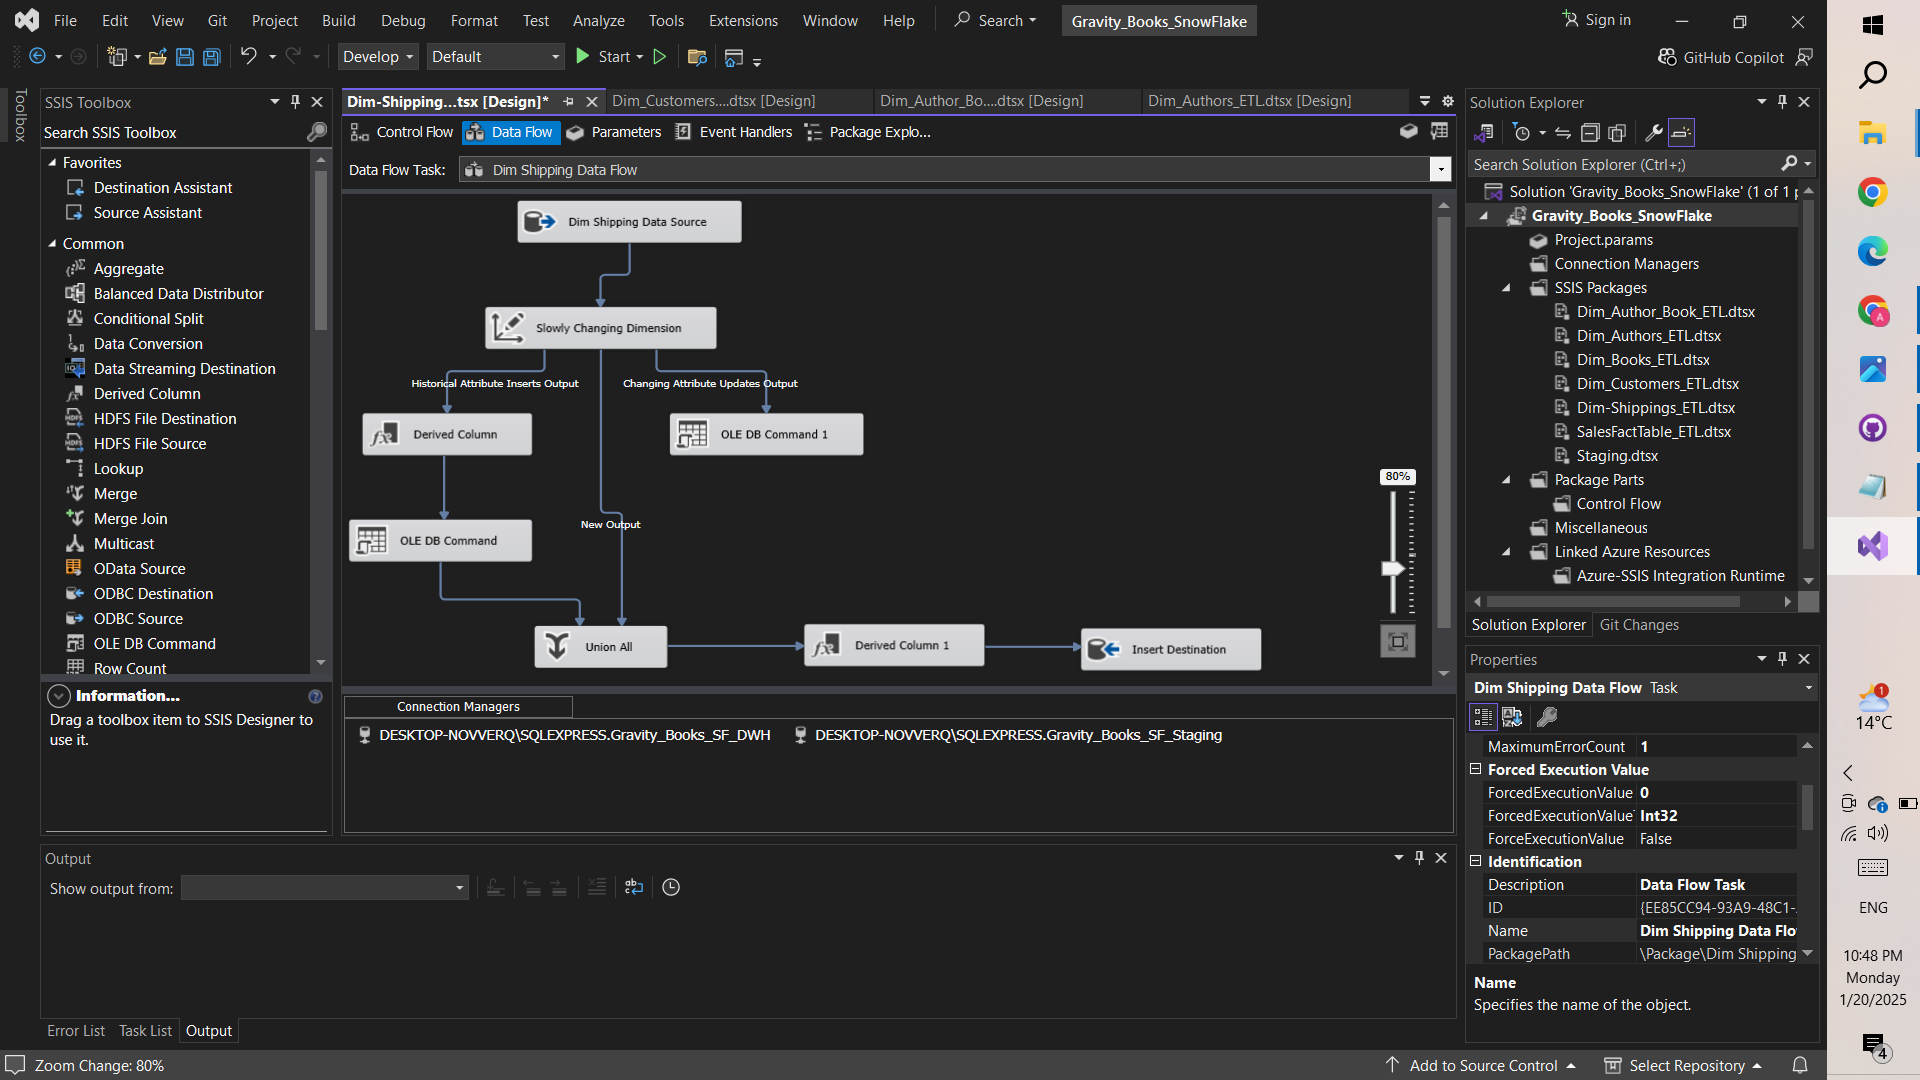 File Edit View Git Project Build Debug Format Test Analyze Tools Extensions Window Help Search Gravity_Books_SnowFlake Sign in
Develop Default Start GitHub Copilot
Toolbox
SSIS Toolbox
Search SSIS Toolbox
Favorites
Destination Assistant
Source Assistant
Common
Aggregate
Balanced Data Distributor
Conditional Split
Data Conversion
Data Streaming Destination
Derived Column
HDFS File Destination
HDFS File Source
Lookup
Merge
Merge Join
Multicast
OData Source
ODBC Destination
ODBC Source
OLE DB Command
Row Count
Information...
Drag a toolbox item to SSIS Designer to
use it.
Dim-Shipping...tsx [Design]* Dim_Customers....dtsx [Design] Dim_Author_Bo....dtsx [Design] Dim_Authors_ETL.dtsx [Design]
Control Flow Data Flow Parameters Event Handlers Package Explo...
Data Flow Task: Dim Shipping Data Flow
Dim Shipping Data Source
Slowly Changing Dimension
Historical Attribute Inserts Output Changing Attribute Updates Output
Derived Column OLE DB Command 1
80%
New Output
OLE DB Command
Union All Derived Column 1 Insert Destination
Connection Managers
DESKTOP-NOVVERQ\SQLEXPRESS.Gravity_Books_SF_DWH DESKTOP-NOVVERQ\SQLEXPRESS.Gravity_Books_SF_Staging
Output
Show output from:
Error List Task List Output
Solution Explorer
Search Solution Explorer (Ctrl+;)
Solution 'Gravity_Books_SnowFlake' (1 of 1 p
Gravity_Books_SnowFlake
Project.params
Connection Managers
SSIS Packages
Dim_Author_Book_ETL.dtsx
Dim_Authors_ETL.dtsx
Dim_Books_ETL.dtsx
Dim_Customers_ETL.dtsx
Dim-Shippings_ETL.dtsx
SalesFactTable_ETL.dtsx
Staging.dtsx
Package Parts
Control Flow
Miscellaneous
Linked Azure Resources
Azure-SSIS Integration Runtime
Solution Explorer Git Changes
Properties
Dim Shipping Data Flow Task
MaximumErrorCount 1
Forced Execution Value
ForcedExecutionValue 0
ForcedExecutionValue Int32
ForceExecutionValue False
Identification
Description Data Flow Task
ID {EE85CC94-93A9-48C1-
Name Dim Shipping Data Flo
PackagePath \Package\Dim Shipping
Name
Specifies the name of the object.
Zoom Change: 80% Add to Source Control Select Repository
A
1
14°C
ENG
10:48 PM
Monday
1/20/2025
4